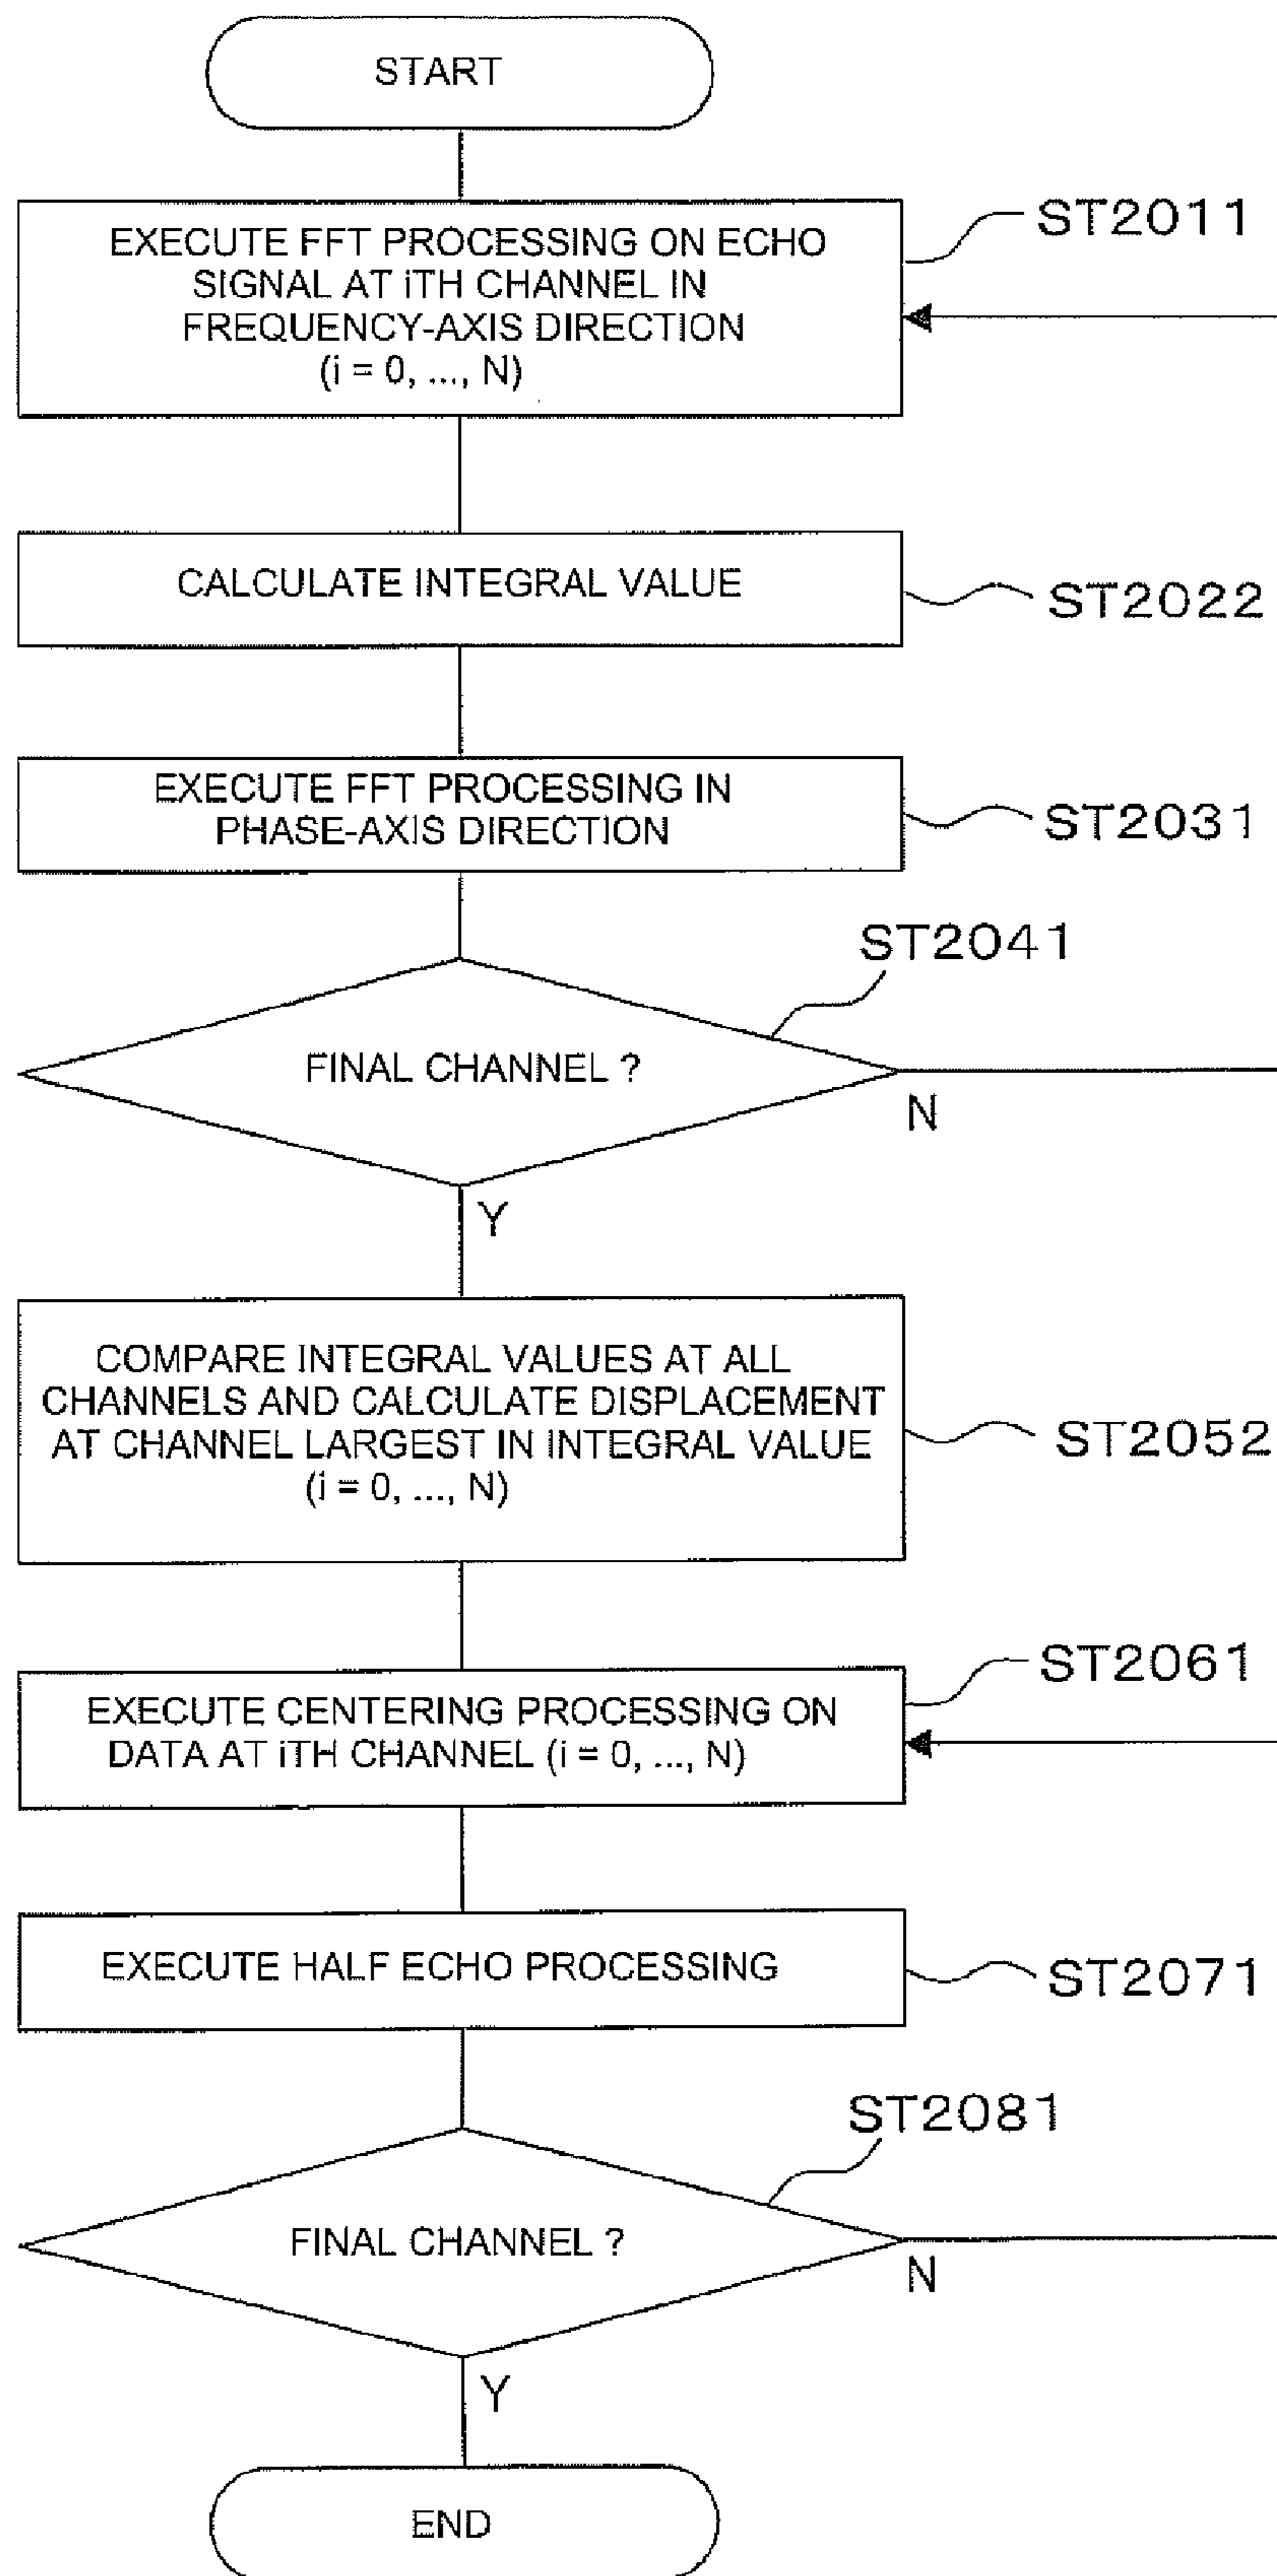 START
EXECUTE FFT PROCESSING ON ECHO
SIGNAL AT iTH CHANNEL IN
FREQUENCY-AXIS DIRECTION
(i = 0, ..., N)
ST2011
CALCULATE INTEGRAL VALUE
ST2022
EXECUTE FFT PROCESSING IN
PHASE-AXIS DIRECTION
ST2031
ST2041
FINAL CHANNEL ?
N
Y
COMPARE INTEGRAL VALUES AT ALL
CHANNELS AND CALCULATE DISPLACEMENT
AT CHANNEL LARGEST IN INTEGRAL VALUE
(i = 0, ..., N)
ST2052
EXECUTE CENTERING PROCESSING ON
DATA AT iTH CHANNEL (i = 0, ..., N)
ST2061
EXECUTE HALF ECHO PROCESSING
ST2071
ST2081
FINAL CHANNEL ?
N
Y
END